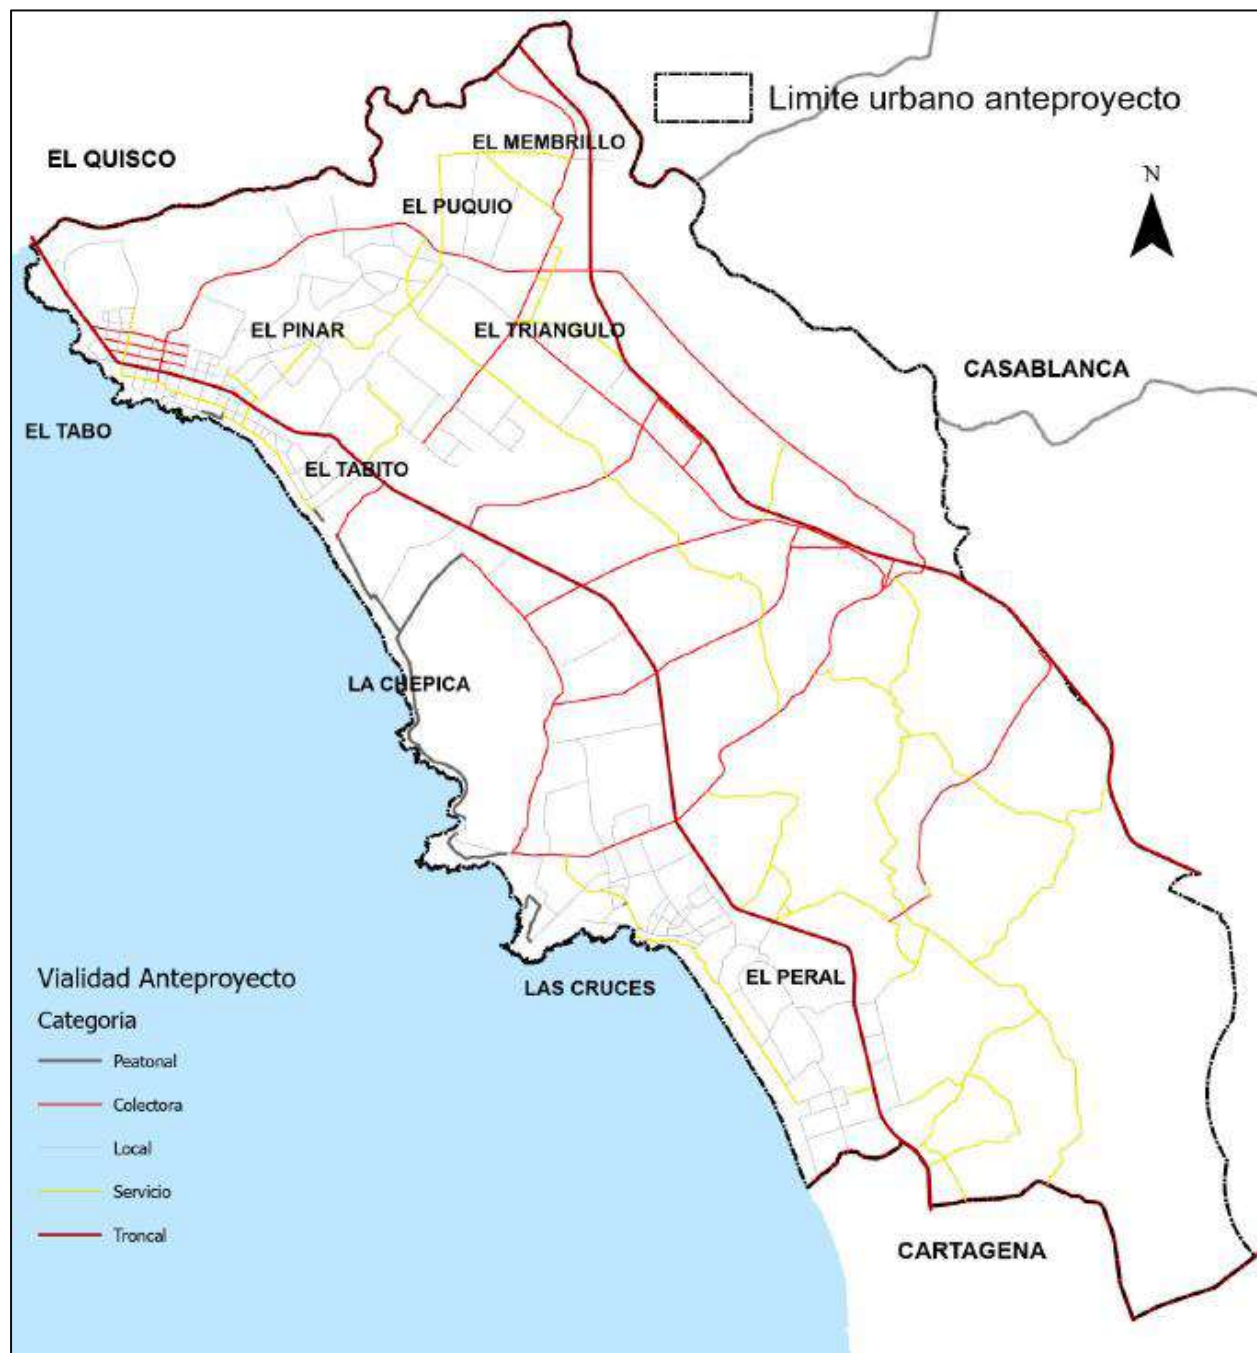 Limite urbano anteproyecto
EL MEMBRILLO
EL QUISCO
N
EL PUQUIO
EL PINAR
EL TRIANGULO
CASABLANCA
EL TABO
EL TABITO
LA CHEPICA
EL PERAL
LAS CRUCES
CARTAGENA
Vialidad Anteproyecto
Categoria
Peatonal
Colectora
Local
Servicio
Troncal